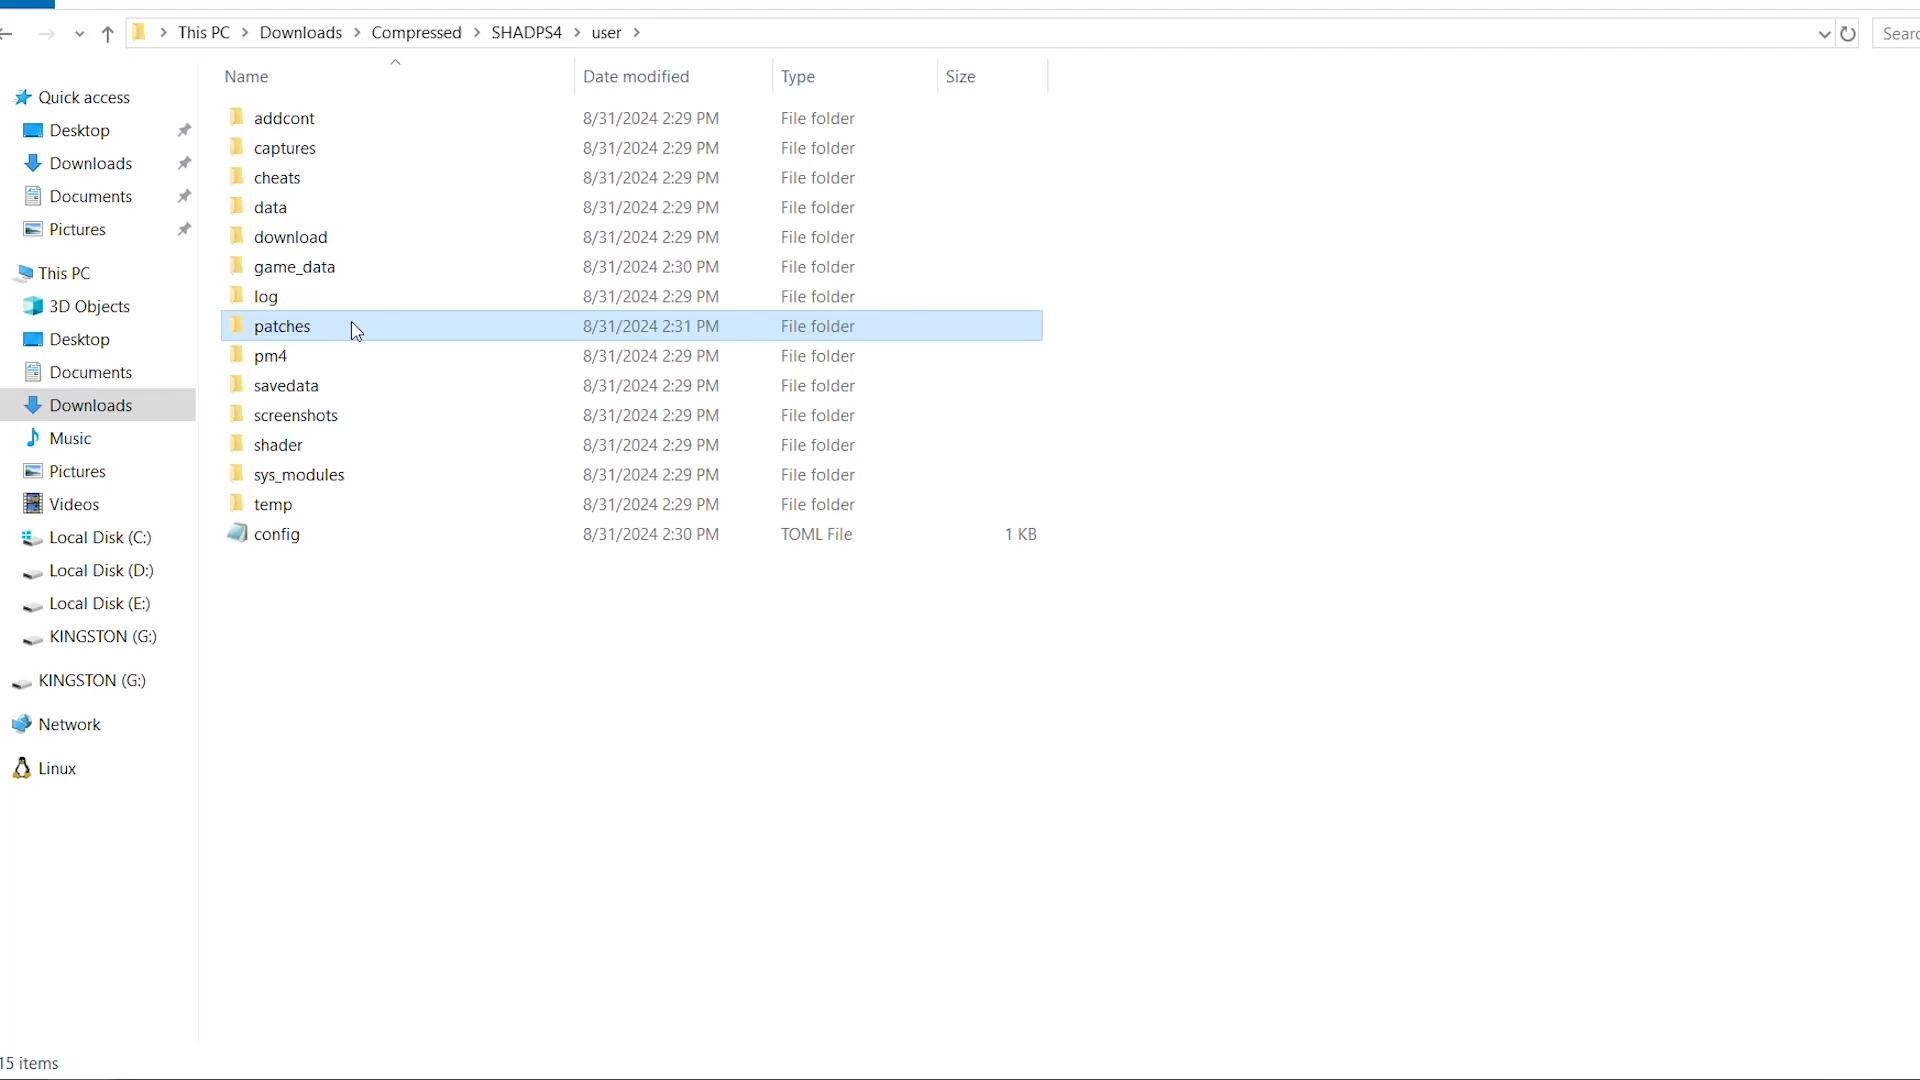 This PC > Downloads > Compressed > SHADPS4 > user >
Searc
Name Date modified Type Size
Quick access
Desktop
Downloads
Documents
Pictures
This PC
3D Objects
Desktop
Documents
Downloads
Music
Pictures
Videos
Local Disk (C:)
Local Disk (D:)
Local Disk (E:)
KINGSTON (G:)
KINGSTON (G:)
Network
Linux
addcont 8/31/2024 2:29 PM File folder
captures 8/31/2024 2:29 PM File folder
cheats 8/31/2024 2:29 PM File folder
data 8/31/2024 2:29 PM File folder
download 8/31/2024 2:29 PM File folder
game_data 8/31/2024 2:30 PM File folder
log 8/31/2024 2:29 PM File folder
patches 8/31/2024 2:31 PM File folder
pm4 8/31/2024 2:29 PM File folder
savedata 8/31/2024 2:29 PM File folder
screenshots 8/31/2024 2:29 PM File folder
shader 8/31/2024 2:29 PM File folder
sys_modules 8/31/2024 2:29 PM File folder
temp 8/31/2024 2:29 PM File folder
config 8/31/2024 2:30 PM TOML File 1 KB
15 items